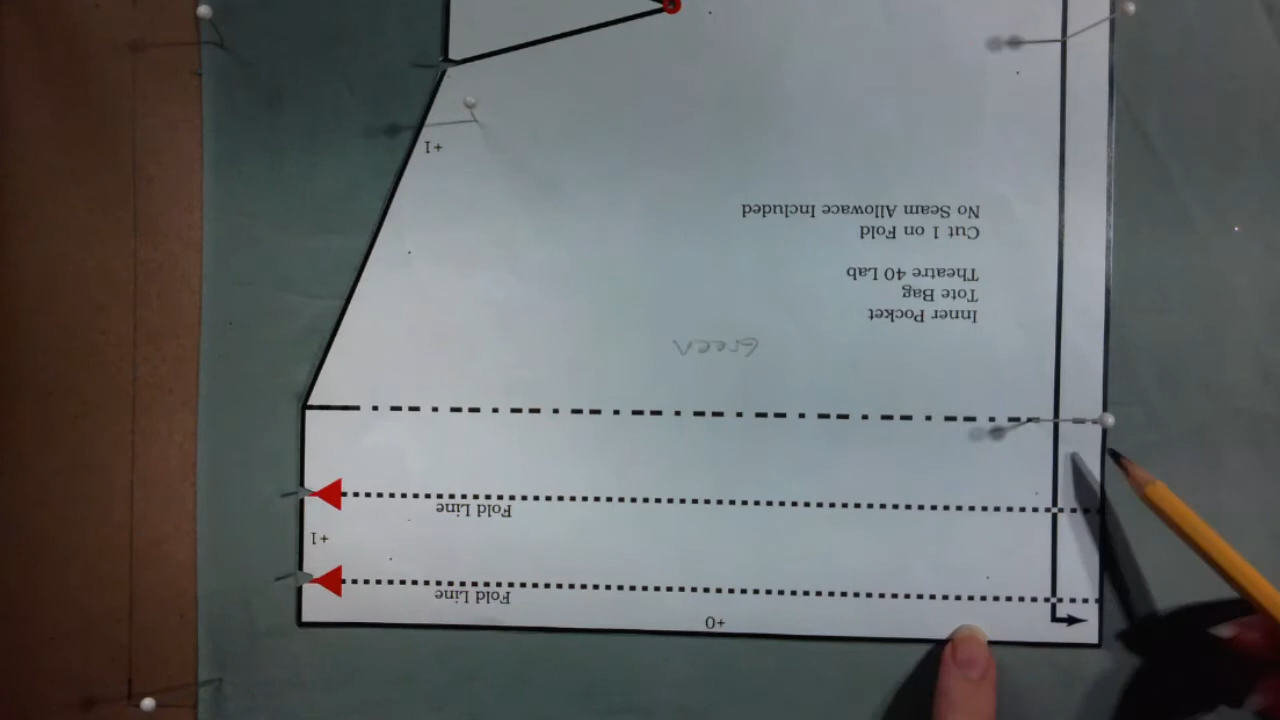 +0
Fold Line
+1
Fold Line
Green
Inner Pocket
Tote Bag
Theatre 40 Lab
Cut 1 on Fold
No Seam Allowace Included
+1